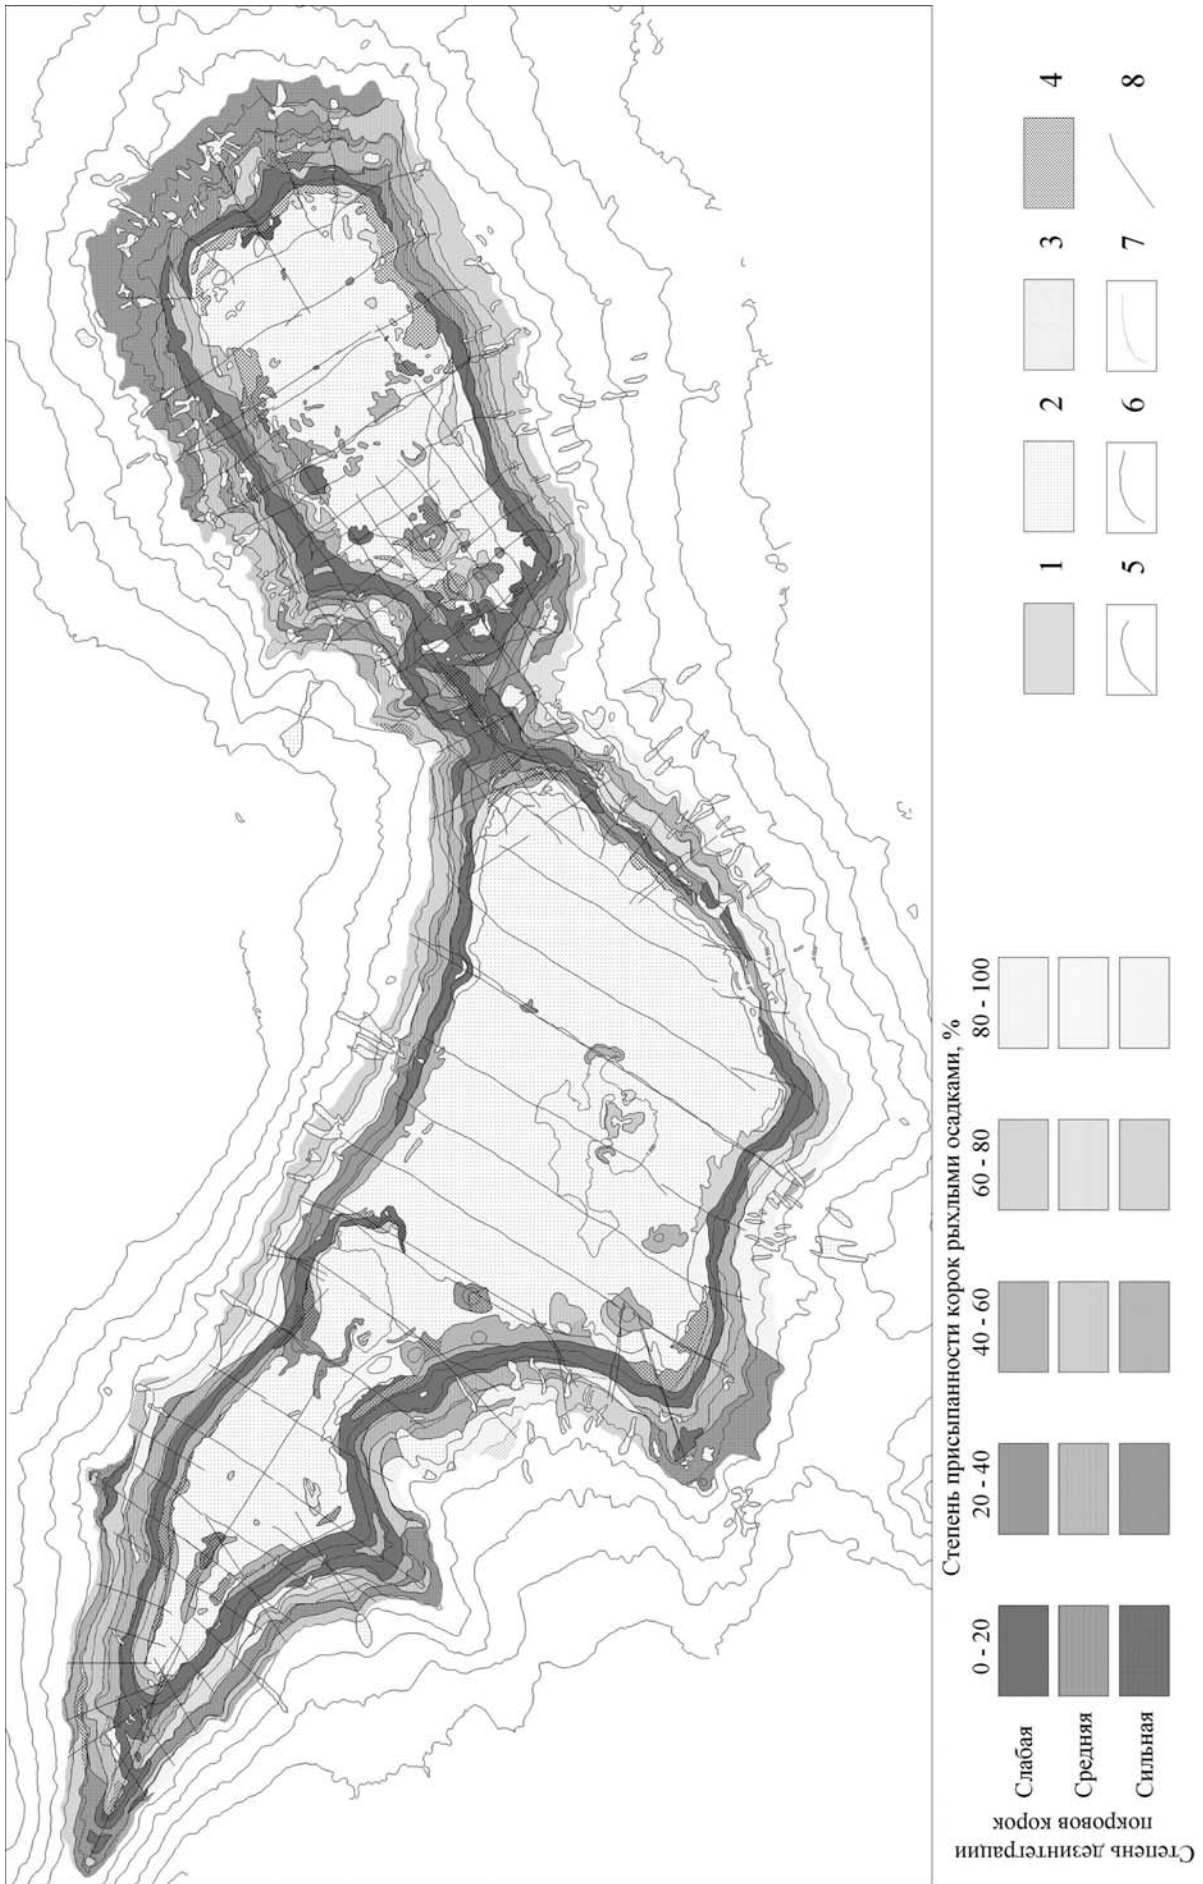 Степень присыпанности корок рыхлыми осадками, %
0 - 20 20 - 40 40 - 60 60 - 80 80 - 100
Степень дезинтеграции
покровов корок
Слабая
Средняя
Сильная
1 2 3 4
5 6 7 8